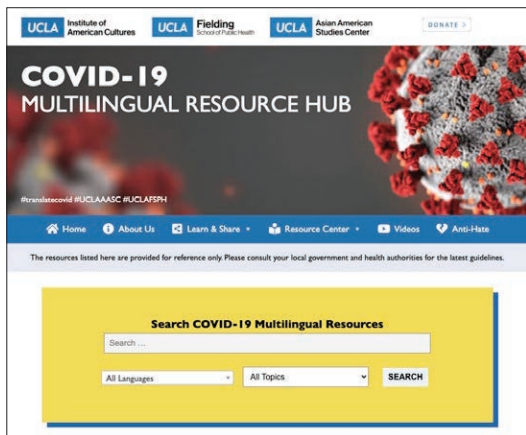 UCLA Institute of American Cultures
UCLA Fielding School of Public Health
UCLA Asian American Studies Center
DONATE >
COVID-19
MULTILINGUAL RESOURCE HUB
#translatecovid #UCLAAASC #UCLAFSPH
Home About Us Learn & Share Resource Center Videos Anti-Hate
The resources listed here are provided for reference only. Please consult your local government and health authorities for the latest guidelines.
Search COVID-19 Multilingual Resources
Search ...
All Languages All Topics SEARCH